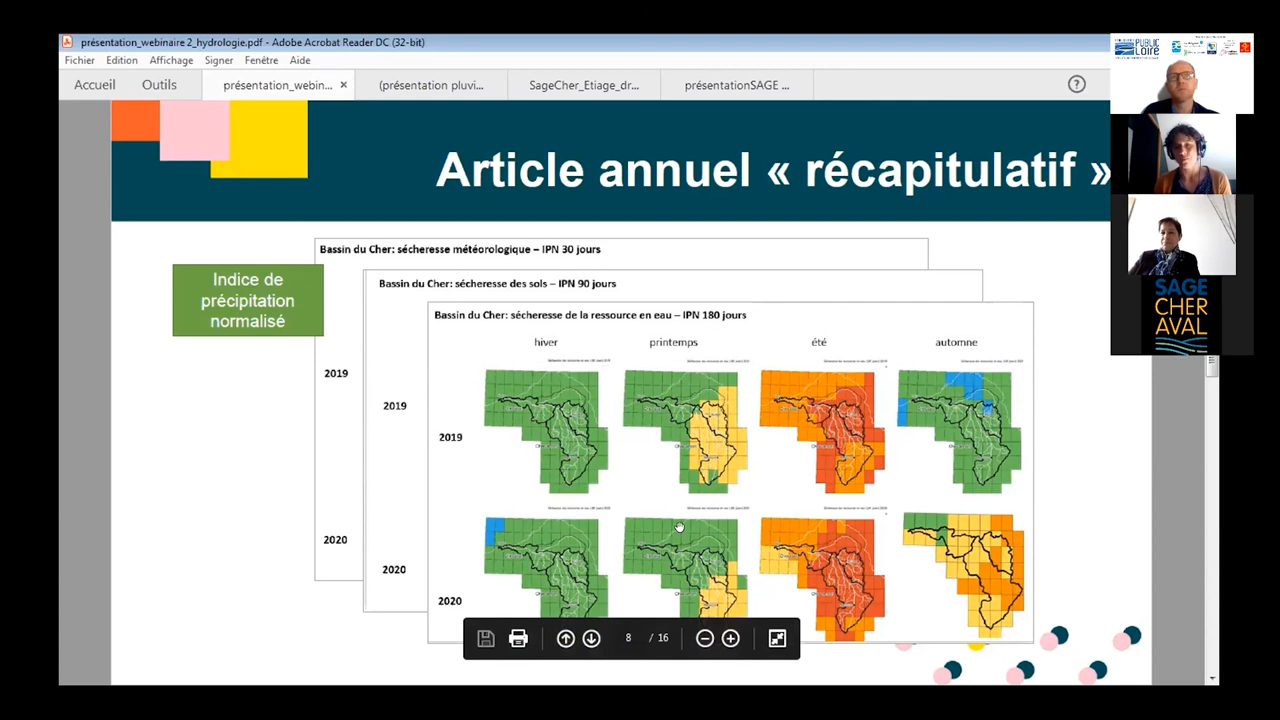 présentation_webinaire 2_hydrologie.pdf - Adobe Acrobat Reader DC (32-bit)
Fichier Edition Affichage Signer Fenêtre Aide
Accueil Outils présentation_webin... × (présentation pluvi... SageCher_Etiage_dr... présentationSAGE ... ?
PUBLIC
LOIRE
Article annuel « récapitulatif »
Bassin du Cher: sécheresse météorologique – IPN 30 jours
Indice de
précipitation
normalisé
Bassin du Cher: sécheresse des sols – IPN 90 jours
Bassin du Cher: sécheresse de la ressource en eau – IPN 180 jours
SAGE
CHER
AVAL
hiver printemps été automne
2019
2019
2019
2020
2020
2020
8 / 16